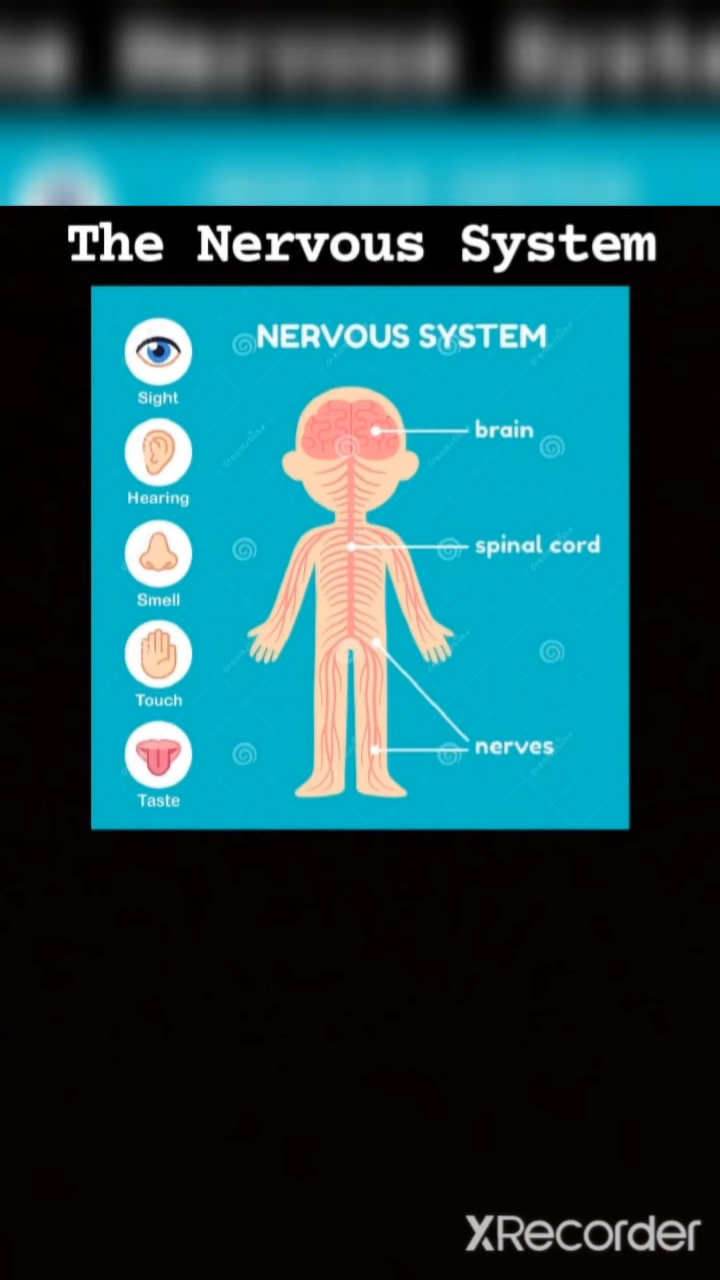 The Nervous System
NERVOUS SYSTEM
Sight
brain
Hearing
spinal cord
Smell
Touch
nerves
Taste
XRecorder